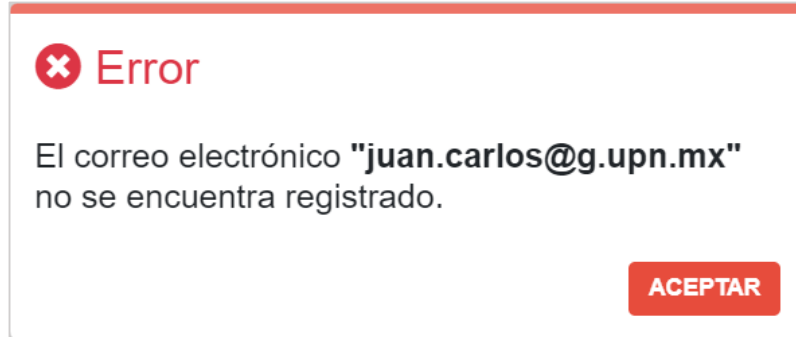 Error
El correo electrónico "juan.carlos@g.upn.mx"
no se encuentra registrado.
ACEPTAR